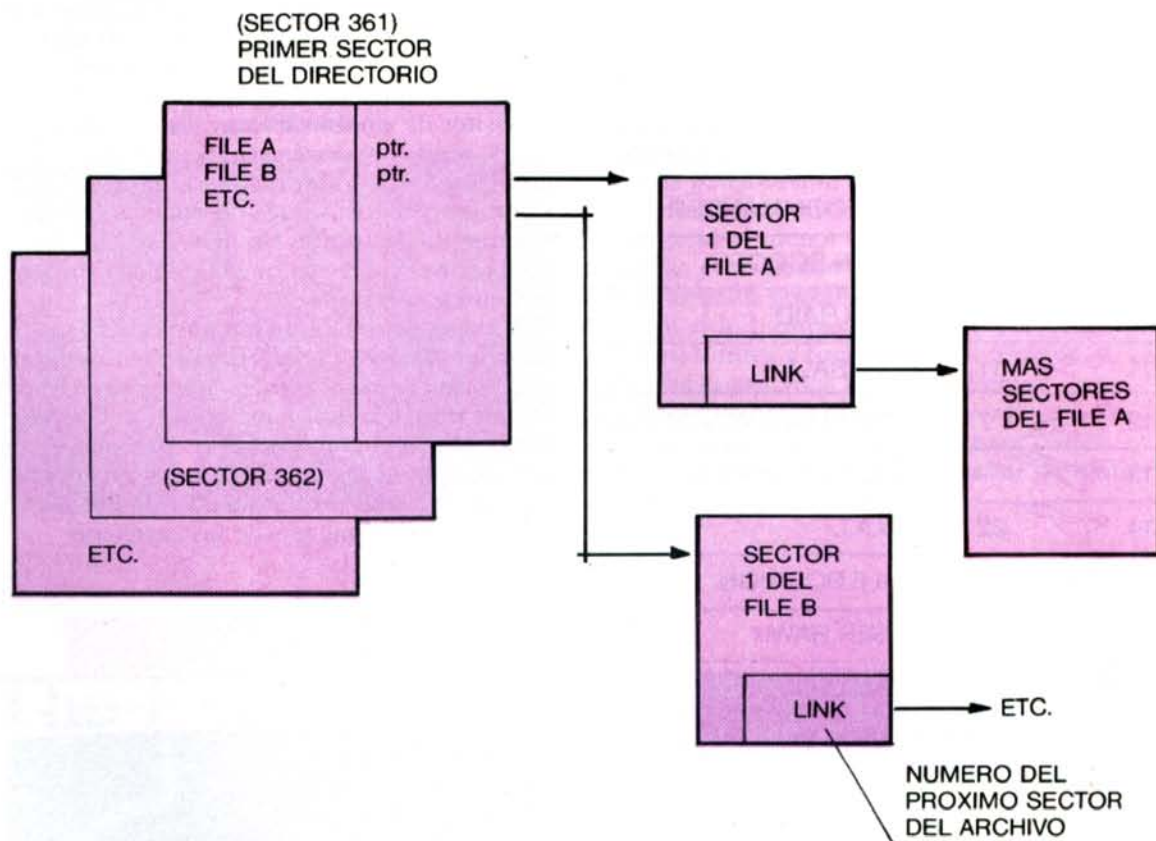 (SECTOR 361)
PRIMER SECTOR
DEL DIRECTORIO
FILE A
FILE B
ETC.
ptr.
ptr.
(SECTOR 362)
ETC.
SECTOR
1 DEL
FILE A
LINK
MAS
SECTORES
DEL FILE A
SECTOR
1 DEL
FILE B
LINK
ETC.
NUMERO DEL
PROXIMO SECTOR
DEL ARCHIVO